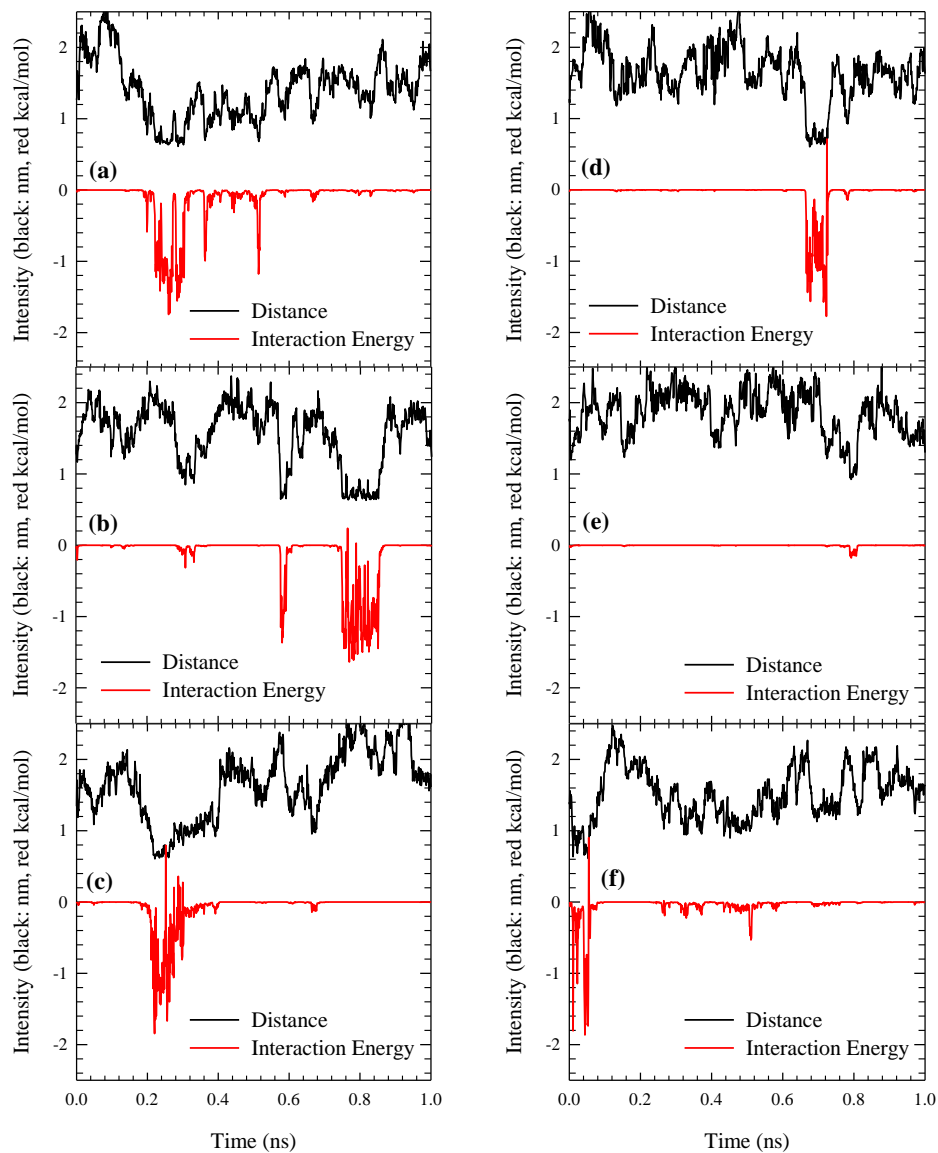 Intensity (black: nm, red kcal/mol)
2
1
0
-1
-2
(a)
Distance
Interaction Energy
Intensity (black: nm, red kcal/mol)
2
1
0
-1
-2
(b)
Distance
Interaction Energy
Intensity (black: nm, red kcal/mol)
2
1
0
-1
-2
(c)
Distance
Interaction Energy
0.0 0.2 0.4 0.6 0.8 1.0
Time (ns)
Intensity (black: nm, red kcal/mol)
2
1
0
-1
-2
(d)
Distance
Interaction Energy
Intensity (black: nm, red kcal/mol)
2
1
0
-1
-2
(e)
Distance
Interaction Energy
Intensity (black: nm, red kcal/mol)
2
1
0
-1
-2
(f)
Distance
Interaction Energy
0.0 0.2 0.4 0.6 0.8 1.0
Time (ns)